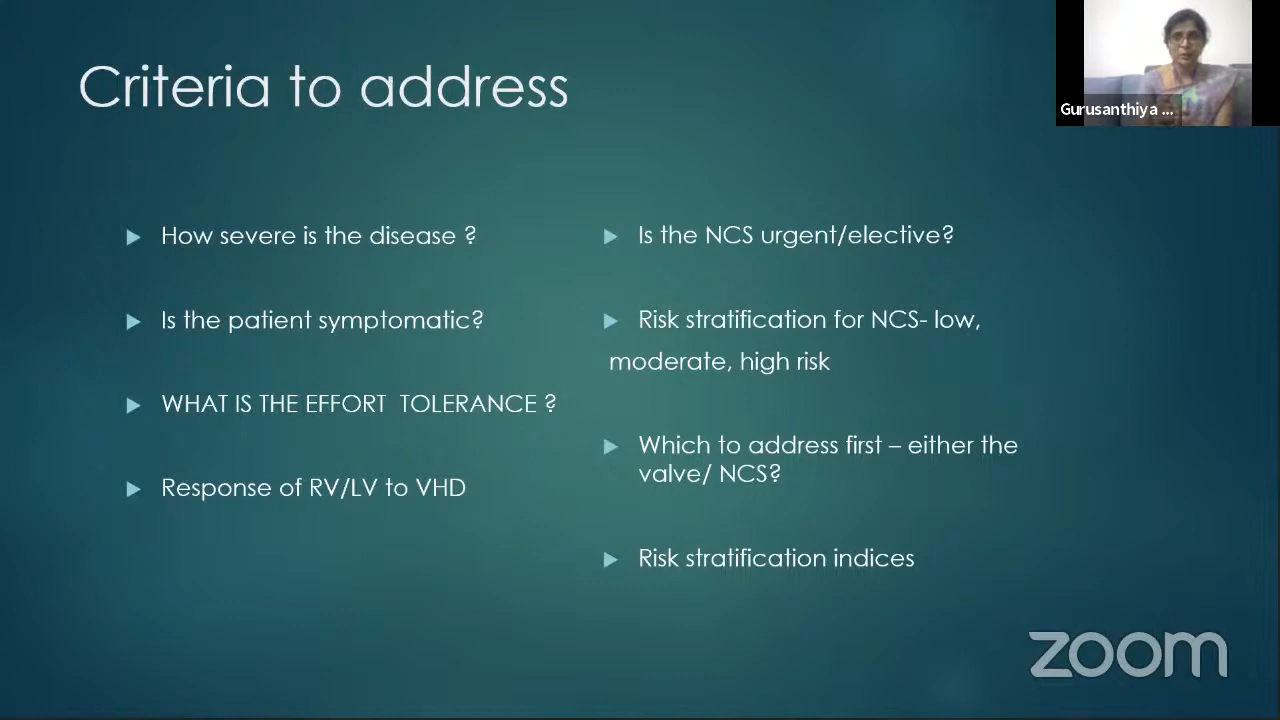 Criteria to address
How severe is the disease ?
Is the patient symptomatic?
WHAT IS THE EFFORT TOLERANCE ?
Response of RV/LV to VHD
Is the NCS urgent/elective?
Risk stratification for NCS- low,
moderate, high risk
Which to address first – either the
valve/ NCS?
Risk stratification indices
Gurusanthiya ...
zoom